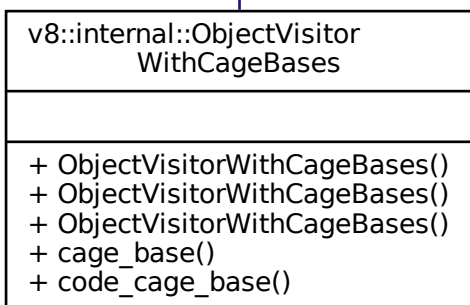 v8::internal::ObjectVisitor
WithCageBases
+ ObjectVisitorWithCageBases()
+ ObjectVisitorWithCageBases()
+ ObjectVisitorWithCageBases()
+ cage_base()
+ code_cage_base()